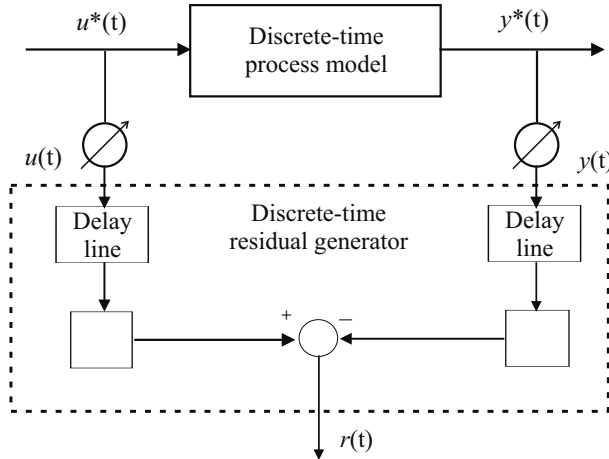 u*(t)
Discrete-time
process model
y*(t)
u(t)
y(t)
Delay
line
Discrete-time
residual generator
Delay
line
+
−
r(t)